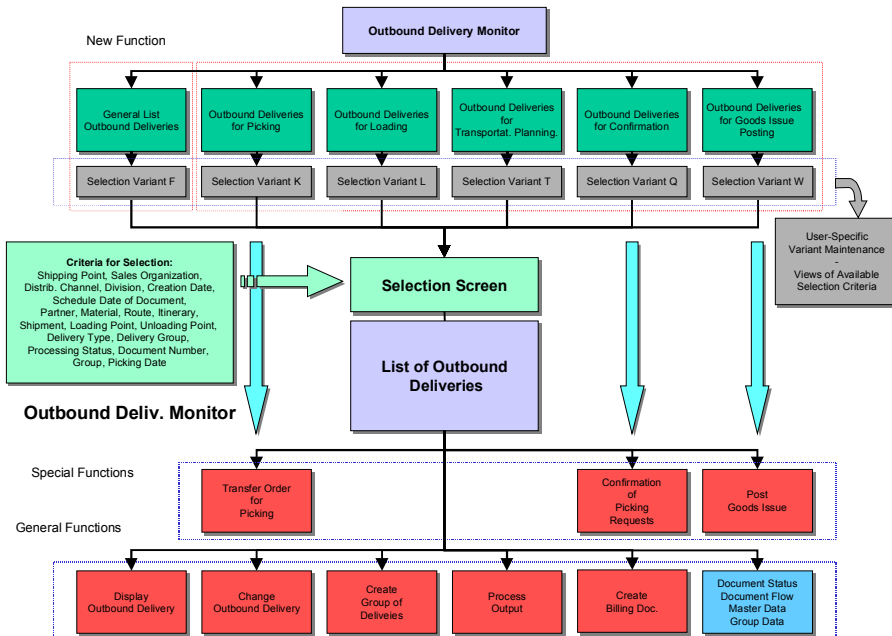 Outbound Delivery Monitor
New Function
General List
Outbound Deliveries
Outbound Deliveries
for Picking
Outbound Deliveries
for Loading
Outbound Deliveries
for
Transportat. Planning.
Outbound Deliveries
for Confirmation
Outbound Deliveries
for Goods Issue
Posting
Selection Variant F
Selection Variant K
Selection Variant L
Selection Variant T
Selection Variant Q
Selection Variant W
User-Specific
Variant Maintenance
-
Views of Available
Selection Criteria
Criteria for Selection:
Shipping Point, Sales Organization,
Distrib. Channel, Division, Creation Date,
Schedule Date of Document,
Partner, Material, Route, Itinerary,
Shipment, Loading Point, Unloading Point,
Delivery Type, Delivery Group,
Processing Status, Document Number,
Group, Picking Date
Selection Screen
List of Outbound
Deliveries
Outbound Deliv. Monitor
Special Functions
Transfer Order
for
Picking
Confirmation
of
Picking
Requests
Post
Goods Issue
General Functions
Display
Outbound Delivery
Change
Outbound Delivery
Create
Group of
Deliveies
Process
Output
Create
Billing Doc.
Document Status
Document Flow
Master Data
Group Data